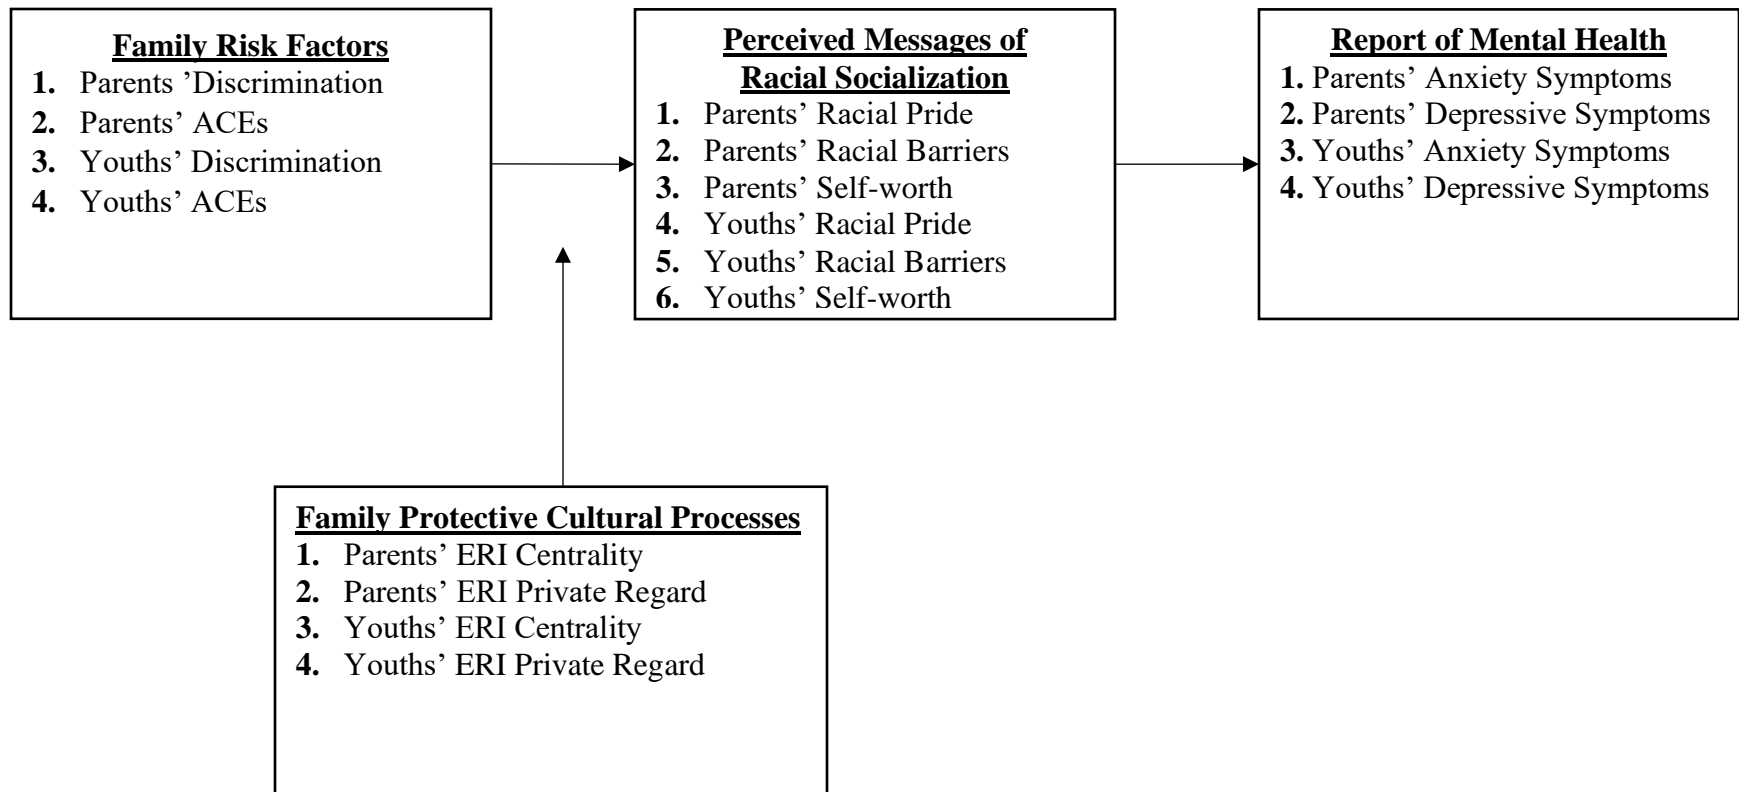 Family Risk Factors
1. Parents ’Discrimination
2. Parents’ ACEs
3. Youths’ Discrimination
4. Youths’ ACEs
Perceived Messages of
Racial Socialization
1. Parents’ Racial Pride
2. Parents’ Racial Barriers
3. Parents’ Self-worth
4. Youths’ Racial Pride
5. Youths’ Racial Barriers
6. Youths’ Self-worth
Report of Mental Health
1. Parents’ Anxiety Symptoms
2. Parents’ Depressive Symptoms
3. Youths’ Anxiety Symptoms
4. Youths’ Depressive Symptoms
Family Protective Cultural Processes
1. Parents’ ERI Centrality
2. Parents’ ERI Private Regard
3. Youths’ ERI Centrality
4. Youths’ ERI Private Regard